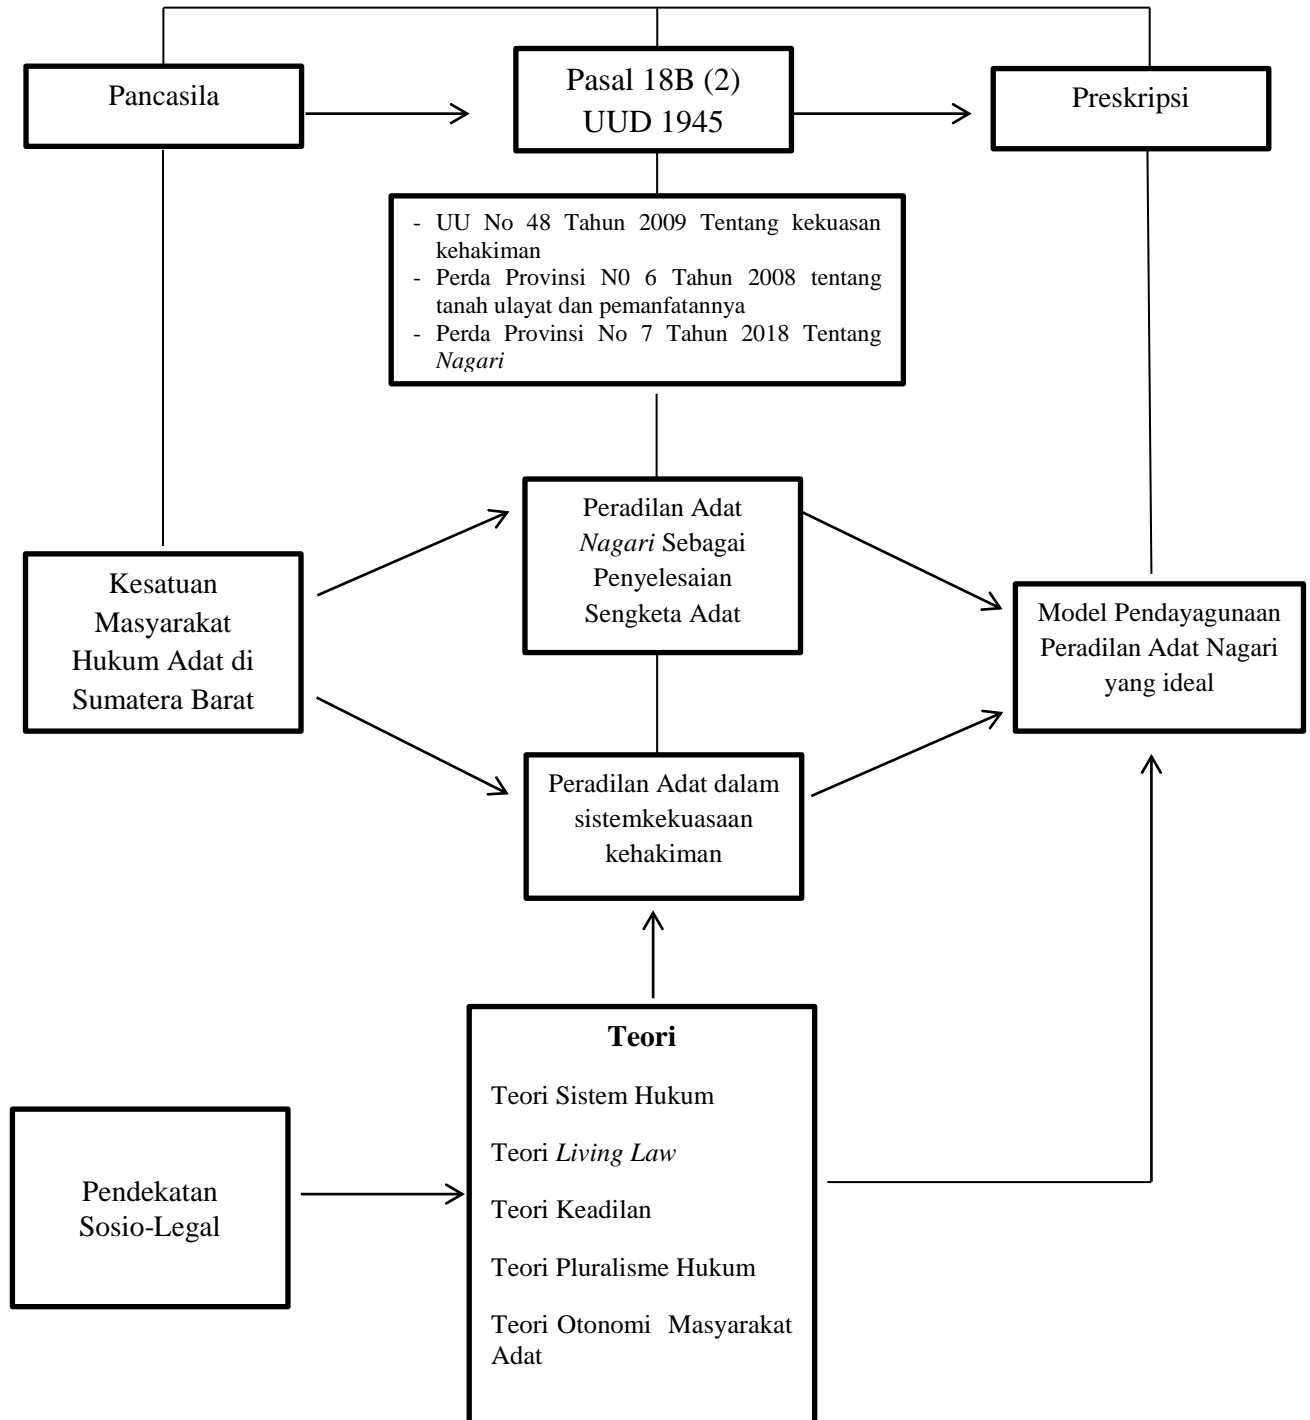 Pancasila
Pasal 18B (2)
UUD 1945
Preskripsi
- UU No 48 Tahun 2009 Tentang kekuasan
kehakiman
- Perda Provinsi N0 6 Tahun 2008 tentang
tanah ulayat dan pemanfatannya
- Perda Provinsi No 7 Tahun 2018 Tentang
Nagari
Kesatuan
Masyarakat
Hukum Adat di
Sumatera Barat
Peradilan Adat
Nagari Sebagai
Penyelesaian
Sengketa Adat
Model Pendayagunaan
Peradilan Adat Nagari
yang ideal
Peradilan Adat dalam
sistemkekuasaan
kehakiman
Pendekatan
Sosio-Legal
Teori
Teori Sistem Hukum
Teori Living Law
Teori Keadilan
Teori Pluralisme Hukum
Teori Otonomi Masyarakat
Adat